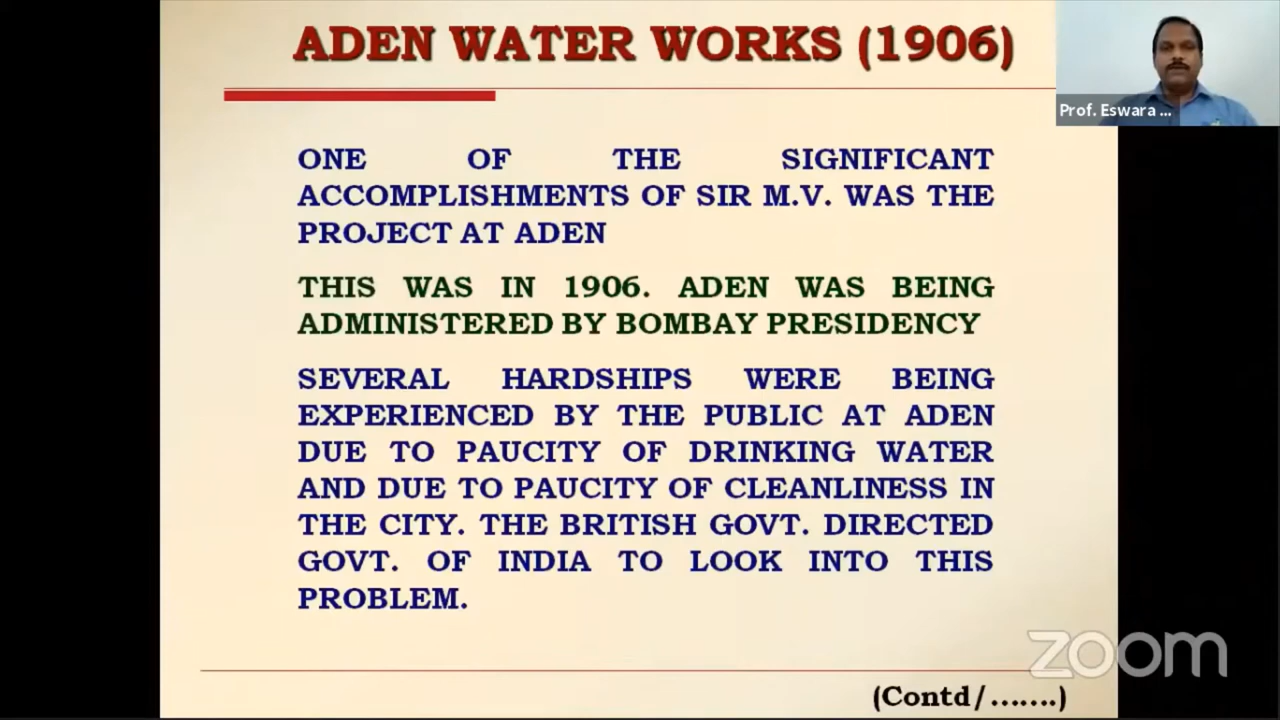 ADEN WATER WORKS (1906)
Prof. Eswara ...
ONE OF THE SIGNIFICANT
ACCOMPLISHMENTS OF SIR M.V. WAS THE
PROJECT AT ADEN
THIS WAS IN 1906. ADEN WAS BEING
ADMINISTERED BY BOMBAY PRESIDENCY
SEVERAL HARDSHIPS WERE BEING
EXPERIENCED BY THE PUBLIC AT ADEN
DUE TO PAUCITY OF DRINKING WATER
AND DUE TO PAUCITY OF CLEANLINESS IN
THE CITY. THE BRITISH GOVT. DIRECTED
GOVT. OF INDIA TO LOOK INTO THIS
PROBLEM.
zoom
(Contd/.......)